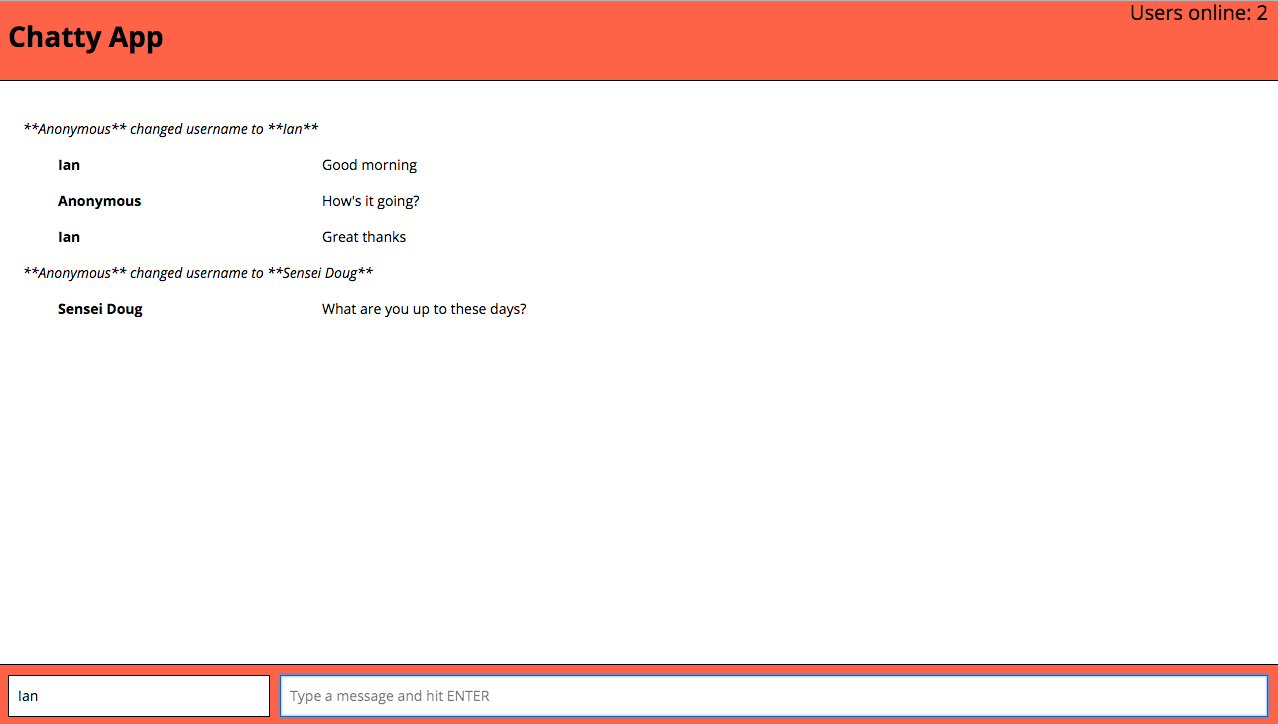 Users online: 2
Chatty App
**Anonymous** changed username to **Ian**
Ian Good morning
Anonymous How's it going?
Ian Great thanks
**Anonymous** changed username to **Sensei Doug**
Sensei Doug What are you up to these days?
Ian Type a message and hit ENTER